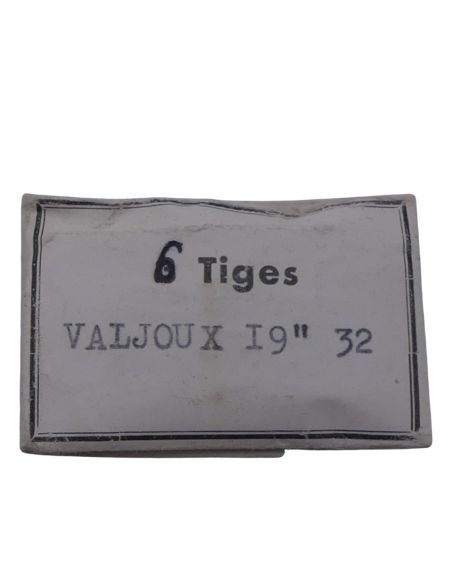 6 Tiges
VALJOUX I9" 32